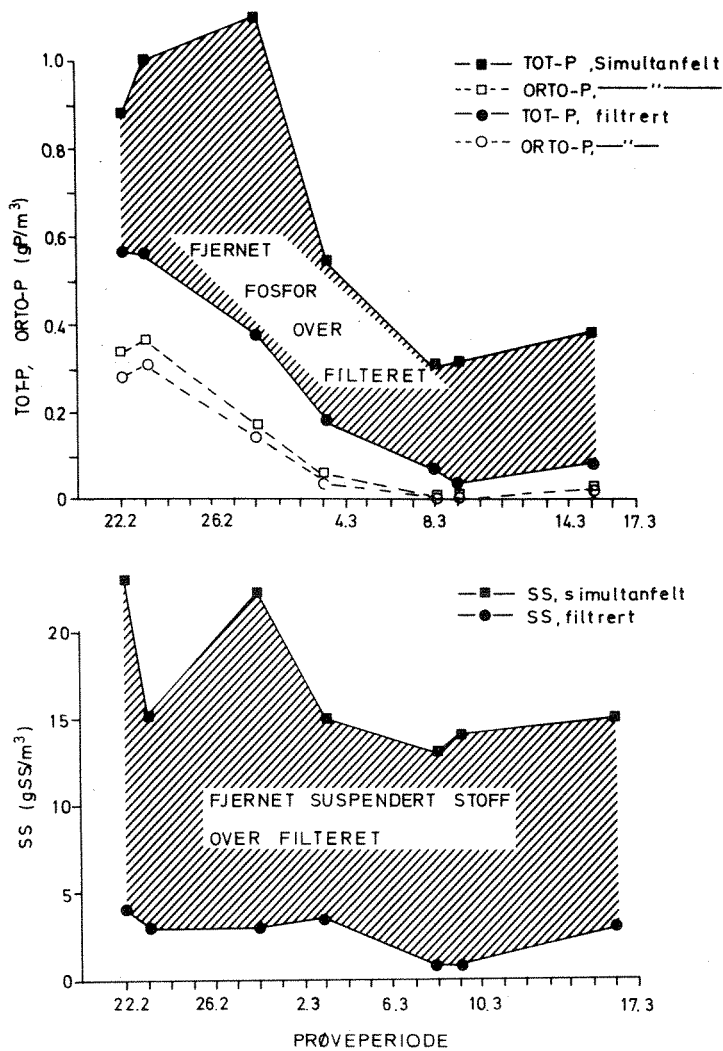 TOT-P, ORTO-P (gP/m³)
1.0
0.8
0.6
0.4
0.2
0
TOT-P, Simultanfelt
ORTO-P, —— " ——
TOT-P, filtrert
ORTO-P, —— " ——
FJERNET
FOSFOR
OVER
FILTERET
22.2 26.2 4.3 8.3 14.3 17.3
SS, simultanfelt
SS, filtrert
SS (gSS/m³)
20
15
10
5
0
FJERNET SUSPENDERT STOFF
OVER FILTERET
22.2 26.2 2.3 6.3 10.3 17.3
PRØVEPERIODE